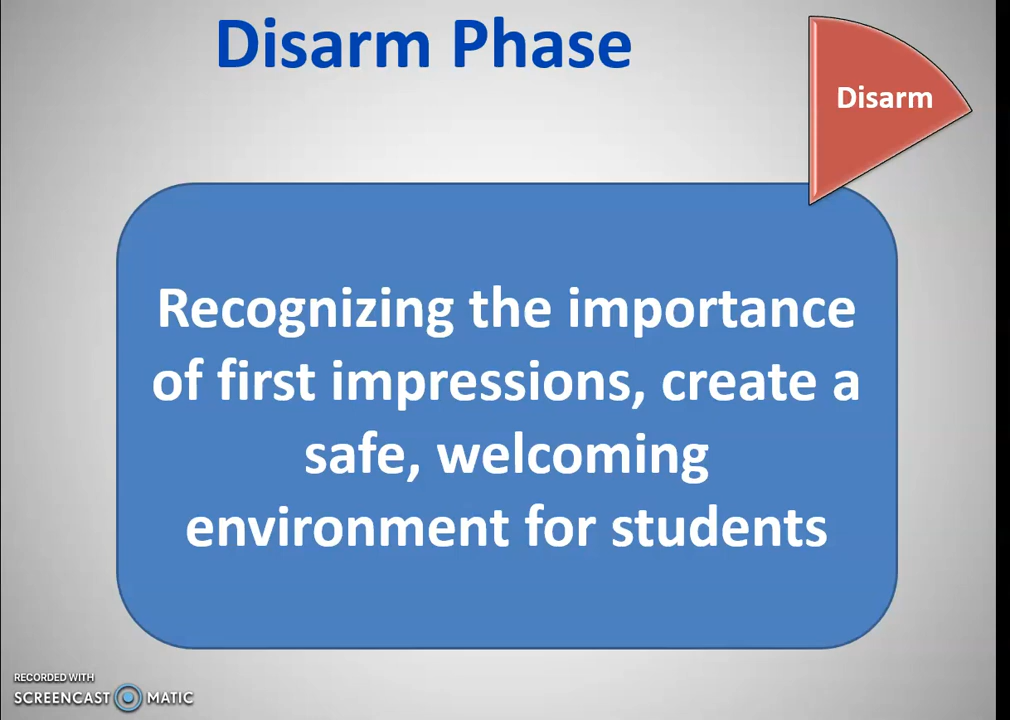 Disarm Phase
Disarm
Recognizing the importance
of first impressions, create a
safe, welcoming
environment for students
RECORDED WITH
SCREENCAST MATIC